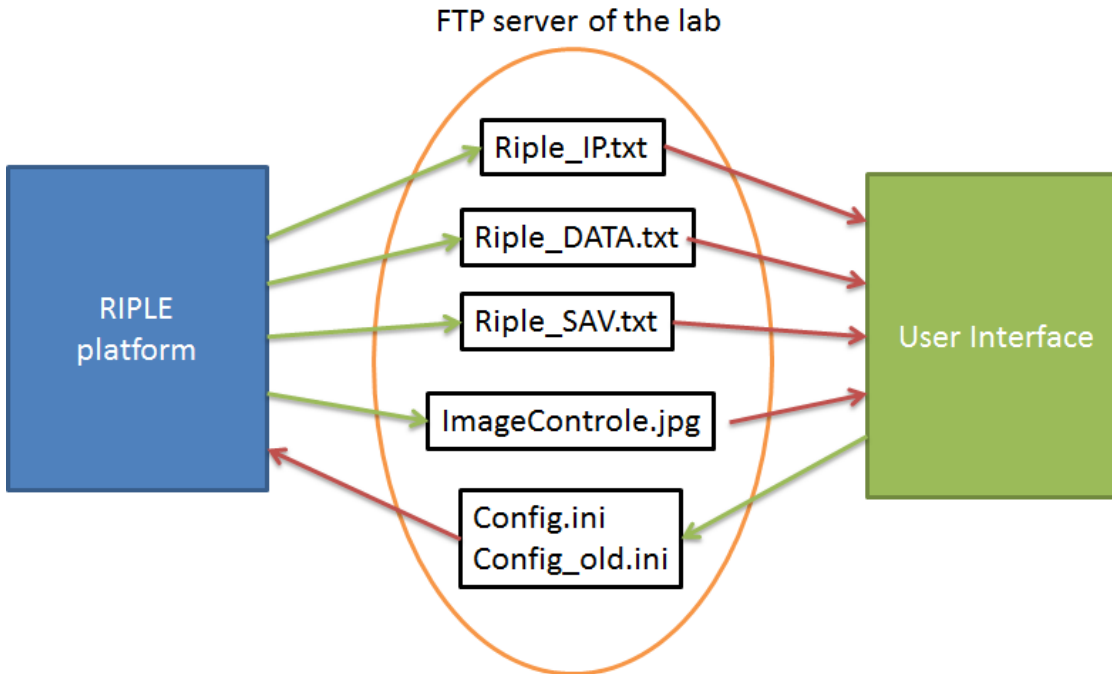 FTP server of the lab
Riple_IP.txt
Riple_DATA.txt
RIPLE
platform
Riple_SAV.txt
User Interface
ImageControle.jpg
Config.ini
Config_old.ini